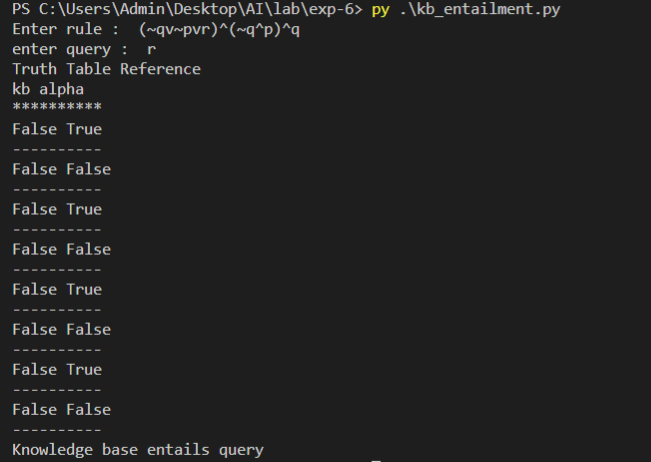 PS C:\Users\Admin\Desktop\AI\lab\exp-6> py .\kb_entailment.py
Enter rule :  (~qv~pvr)^(~q^p)^q
enter query :  r
Truth Table Reference
kb alpha
**********
False True
----------
False False
----------
False True
----------
False False
----------
False True
----------
False False
----------
False True
----------
False False
----------
Knowledge base entails query